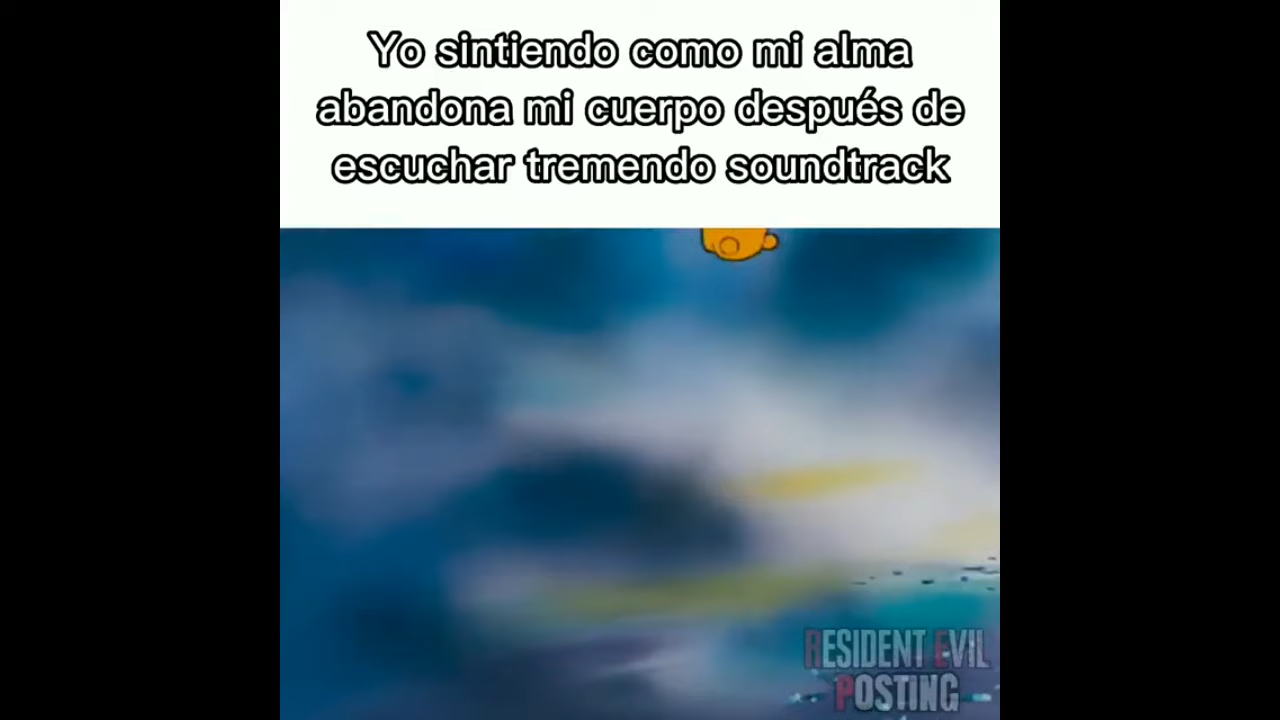 Yo sintiendo como mi alma
abandona mi cuerpo después de
escuchar tremendo soundtrack
RESIDENT EVIL
POSTING